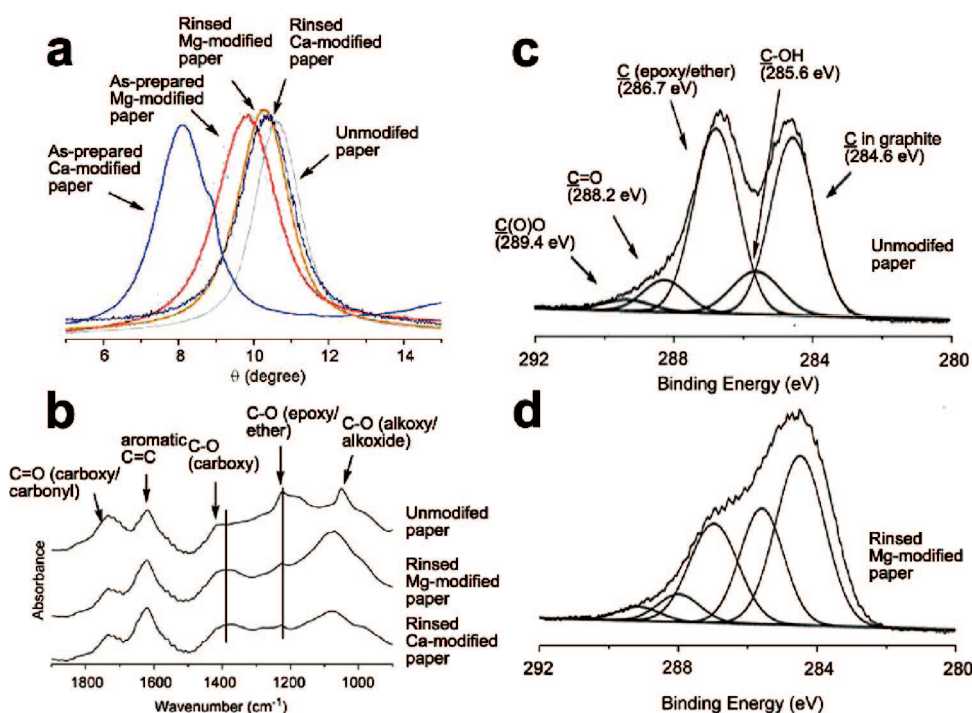 a
Rinsed
Mg-modified
paper
Rinsed
Ca-modified
paper
As-prepared
Mg-modified
paper
As-prepared
Ca-modified
paper
Unmodifed
paper
6
8
10
12
14
Θ (degree)
b
C=O (carboxy/
carbonyl)
aromatic
C=C
C-O
(carboxy)
C-O (epoxy/
ether)
C-O (alkoxy/
alkoxide)
Unmodifed
paper
Rinsed
Mg-modified
paper
Rinsed
Ca-modified
paper
Absorbance
1800
1600
1400
1200
1000
Wavenumber (cm⁻¹)
c
C (epoxy/ether)
(286.7 eV)
C-OH
(285.6 eV)
C in graphite
(284.6 eV)
C=O
(288.2 eV)
C(O)O
(289.4 eV)
Unmodifed
paper
292
288
284
280
Binding Energy (eV)
d
Rinsed
Mg-modified
paper
292
288
284
280
Binding Energy (eV)